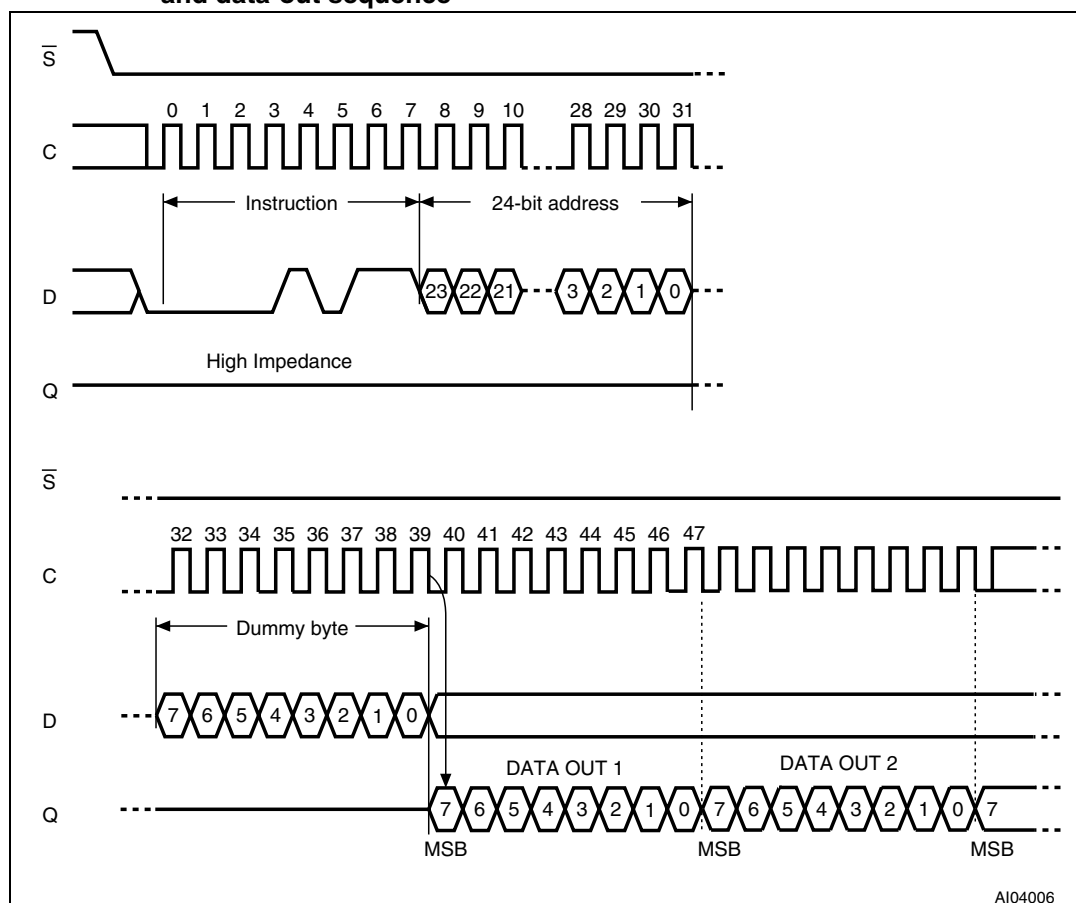 and data-out sequence
S
0 1 2 3 4 5 6 7 8 9 10 28 29 30 31
C
Instruction 24-bit address
D 23 22 21 3 2 1 0
High Impedance
Q
S
32 33 34 35 36 37 38 39 40 41 42 43 44 45 46 47
C
Dummy byte
D 7 6 5 4 3 2 1 0
DATA OUT 1 DATA OUT 2
Q 7 6 5 4 3 2 1 0 7 6 5 4 3 2 1 0 7
MSB MSB MSB
AI04006